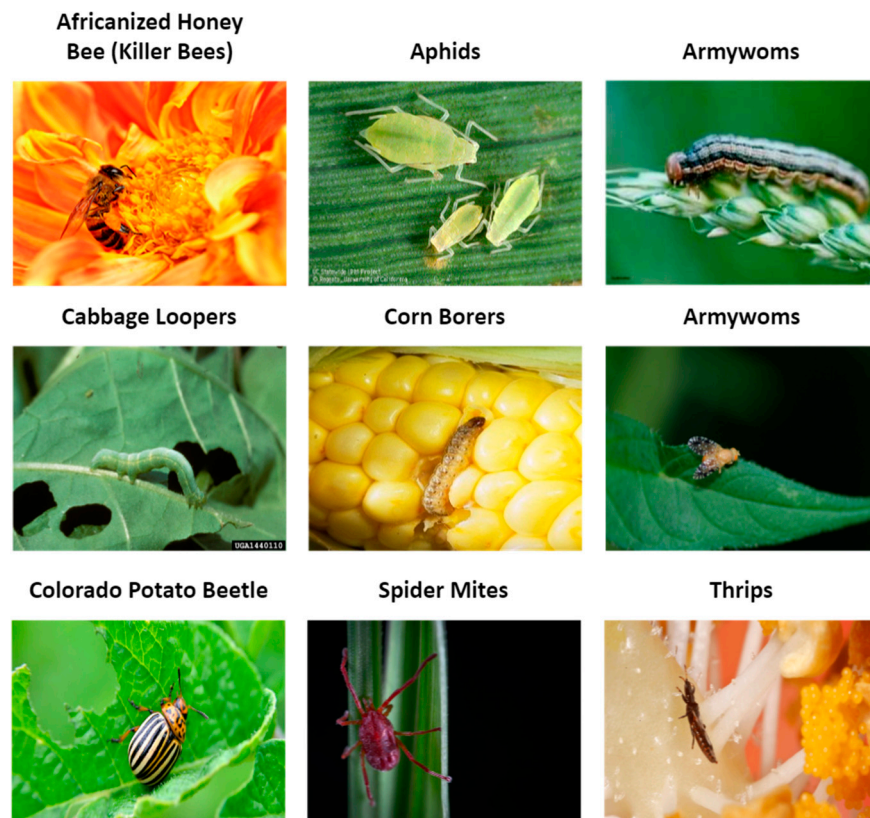 Africanized Honey
Bee (Killer Bees)
Aphids
Armywoms
Cabbage Loopers
Corn Borers
Armywoms
UGA1440110
Colorado Potato Beetle
Spider Mites
Thrips